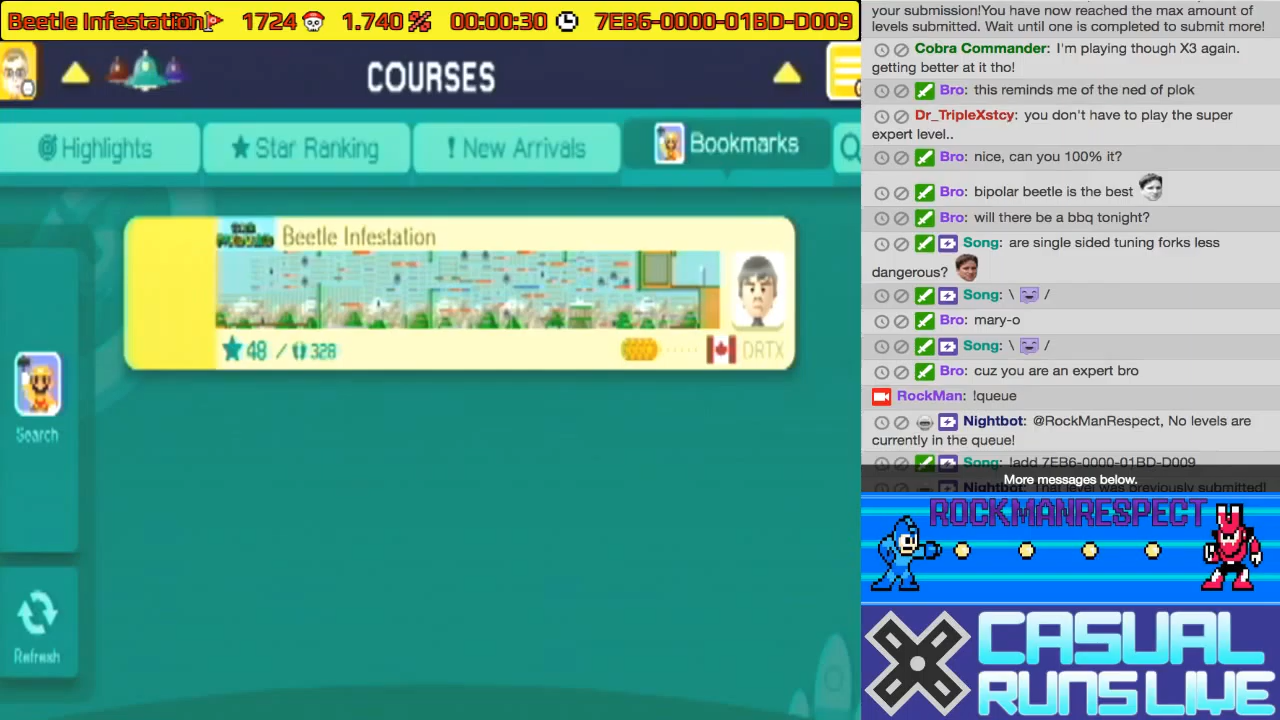 Beetle Infestation 1724 1.740 00:00:30 7EB6-0000-01BD-D009
COURSES
Highlights Star Ranking New Arrivals Bookmarks
Beetle Infestation
48 / 328 DRTX
Search
Refresh
your submission!You have now reached the max amount of
levels submitted. Wait until one is completed to submit more!
Cobra Commander: I'm playing though X3 again.
getting better at it tho!
Bro: this reminds me of the ned of plok
Dr_TripleXstcy: you don't have to play the super
expert level..
Bro: nice, can you 100% it?
Bro: bipolar beetle is the best
Bro: will there be a bbq tonight?
Song: are single sided tuning forks less
dangerous?
Song: \ /
Bro: mary-o
Song: \ /
Bro: cuz you are an expert bro
RockMan: !queue
Nightbot: @RockManRespect, No levels are
currently in the queue!
Song: !add 7EB6-0000-01BD-D009
More messages below.
Nightbot: That level was previously submitted!
ROCKMANRESPECT
CASUAL
RUNS LIVE